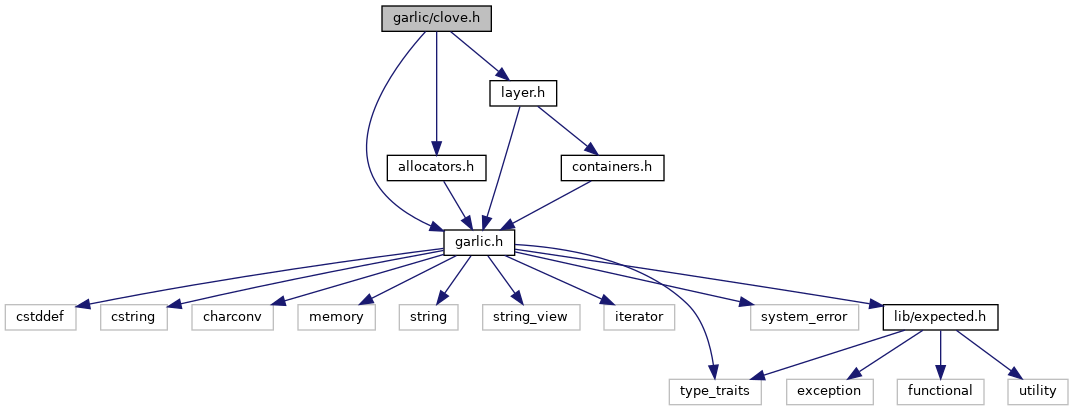 garlic/clove.h
layer.h
allocators.h
containers.h
garlic.h
cstddef
cstring
charconv
memory
string
string_view
iterator
system_error
lib/expected.h
type_traits
exception
functional
utility